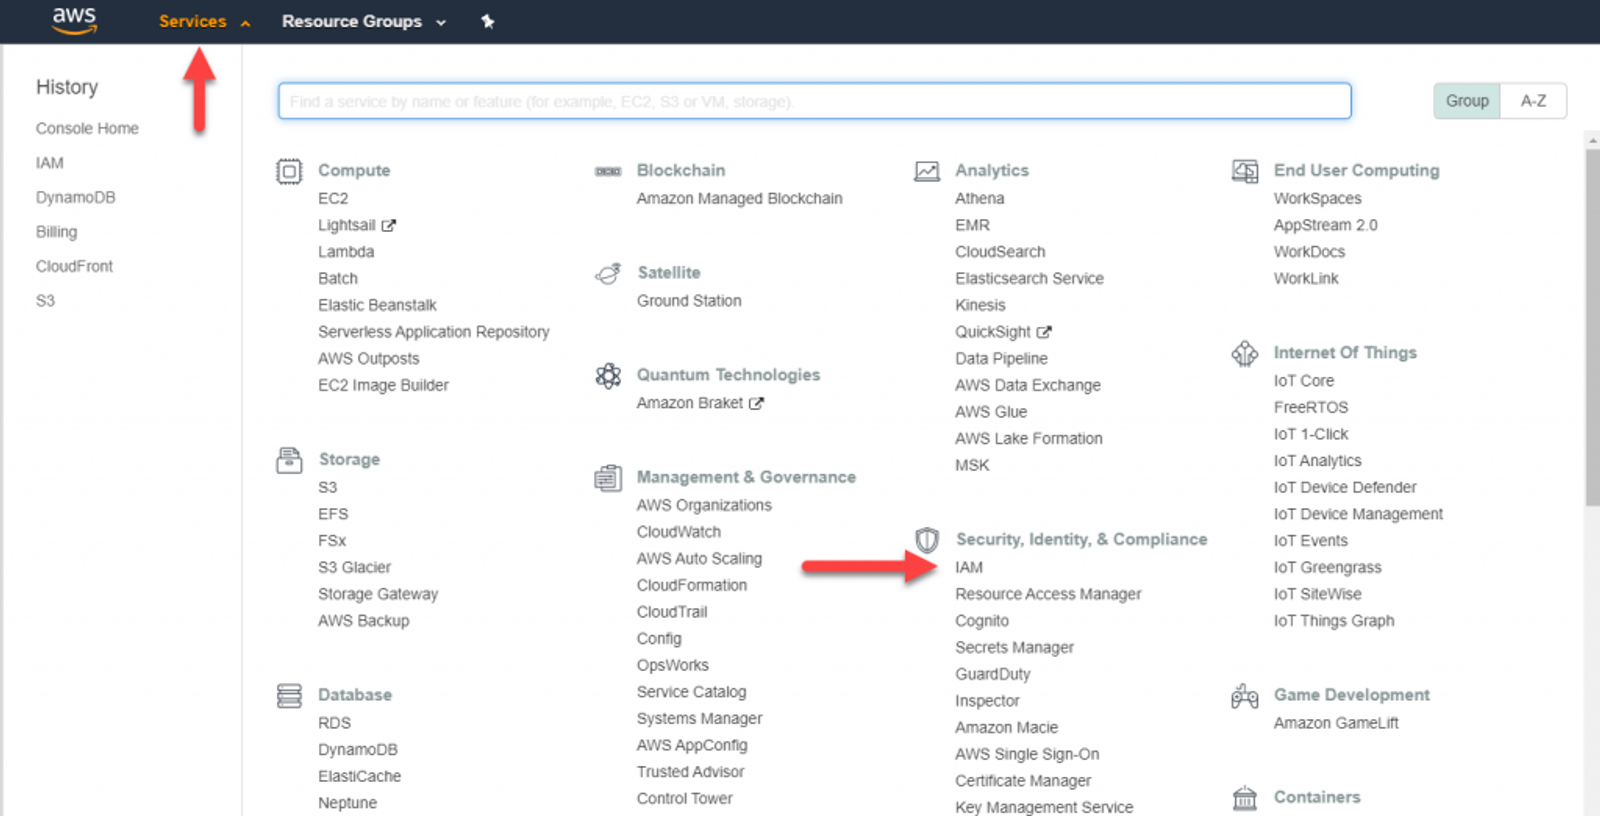 aws
Services
Resource Groups
History
Console Home
IAM
DynamoDB
Billing
CloudFront
S3
Find a service by name or feature (for example, EC2, S3 or VM, storage).
Group
A-Z
Compute
EC2
Lightsail
Lambda
Batch
Elastic Beanstalk
Serverless Application Repository
AWS Outposts
EC2 Image Builder
Storage
S3
EFS
FSx
S3 Glacier
Storage Gateway
AWS Backup
Database
RDS
DynamoDB
ElastiCache
Neptune
Blockchain
Amazon Managed Blockchain
Satellite
Ground Station
Quantum Technologies
Amazon Braket
Management & Governance
AWS Organizations
CloudWatch
AWS Auto Scaling
CloudFormation
CloudTrail
Config
OpsWorks
Service Catalog
Systems Manager
AWS AppConfig
Trusted Advisor
Control Tower
Analytics
Athena
EMR
CloudSearch
Elasticsearch Service
Kinesis
QuickSight
Data Pipeline
AWS Data Exchange
AWS Glue
AWS Lake Formation
MSK
Security, Identity, & Compliance
IAM
Resource Access Manager
Cognito
Secrets Manager
GuardDuty
Inspector
Amazon Macie
AWS Single Sign-On
Certificate Manager
Key Management Service
End User Computing
WorkSpaces
AppStream 2.0
WorkDocs
WorkLink
Internet Of Things
IoT Core
FreeRTOS
IoT 1-Click
IoT Analytics
IoT Device Defender
IoT Device Management
IoT Events
IoT Greengrass
IoT SiteWise
IoT Things Graph
Game Development
Amazon GameLift
Containers